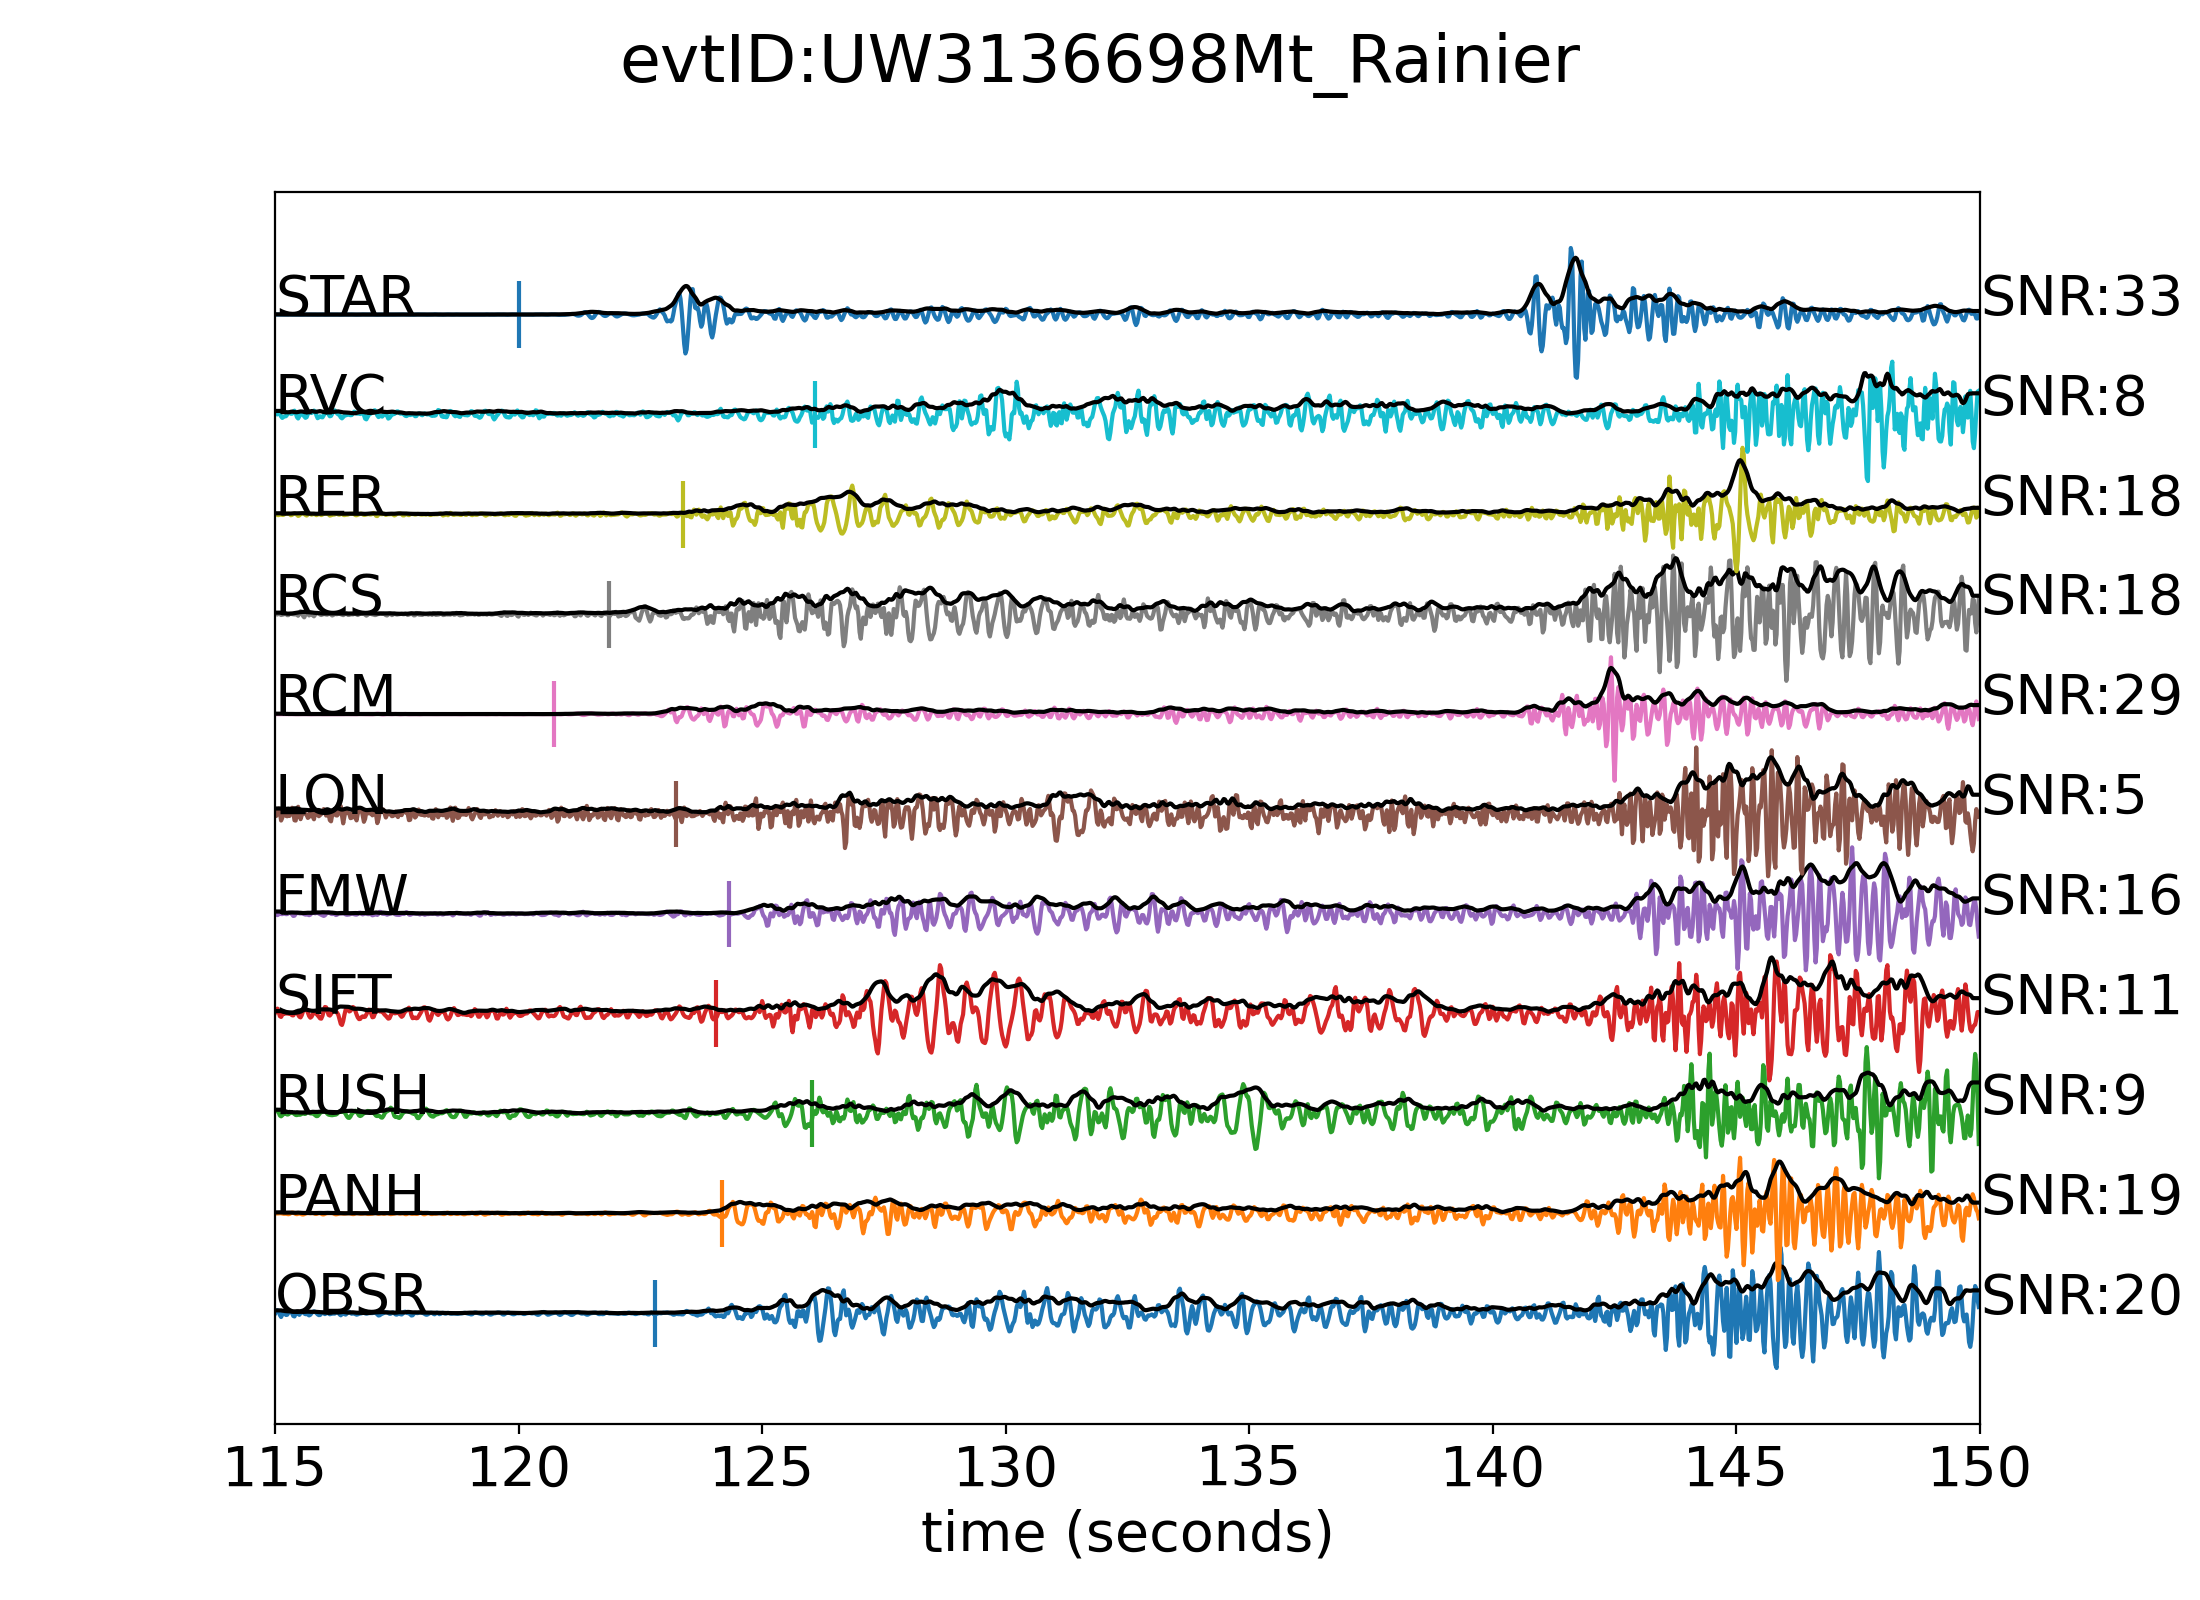 evtID:UW3136698Mt_Rainier
STAR SNR:33
RVC SNR:8
RER SNR:18
RCS SNR:18
RCM SNR:29
LON SNR:5
FMW SNR:16
SIFT SNR:11
RUSH SNR:9
PANH SNR:19
OBSR SNR:20
115 120 125 130 135 140 145 150
time (seconds)